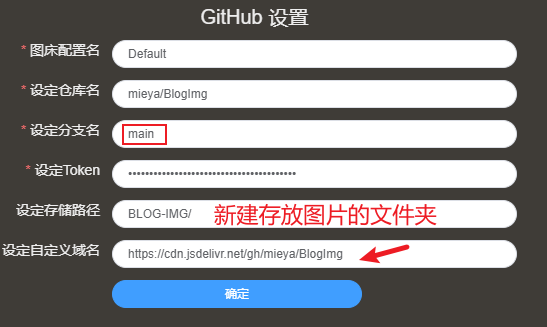 GitHub 设置
* 图床配置名 Default
* 设定仓库名 mieya/BlogImg
* 设定分支名 main
* 设定Token ••••••••••••••••••••••••••••••••••••••••
设定存储路径 BLOG-IMG/ 新建存放图片的文件夹
设定自定义域名 https://cdn.jsdelivr.net/gh/mieya/BlogImg
确定